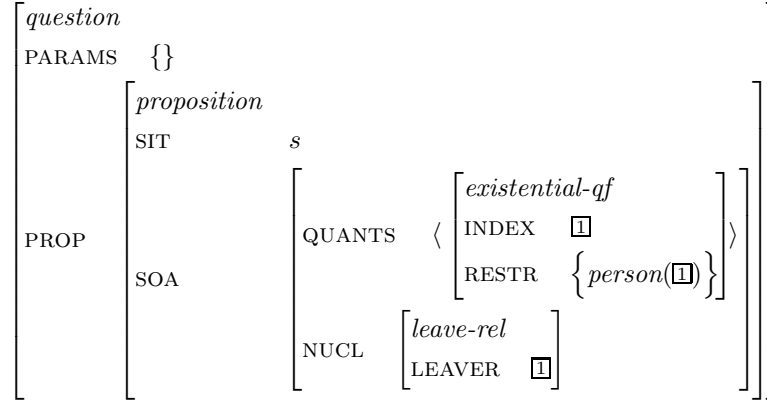 question
PARAMS {}
proposition
SIT s
existential-qf
INDEX 1
PROP QUANTS ⟨ ⟩
RESTR {person(1)}
SOA
leave-rel
NUCL
LEAVER 1